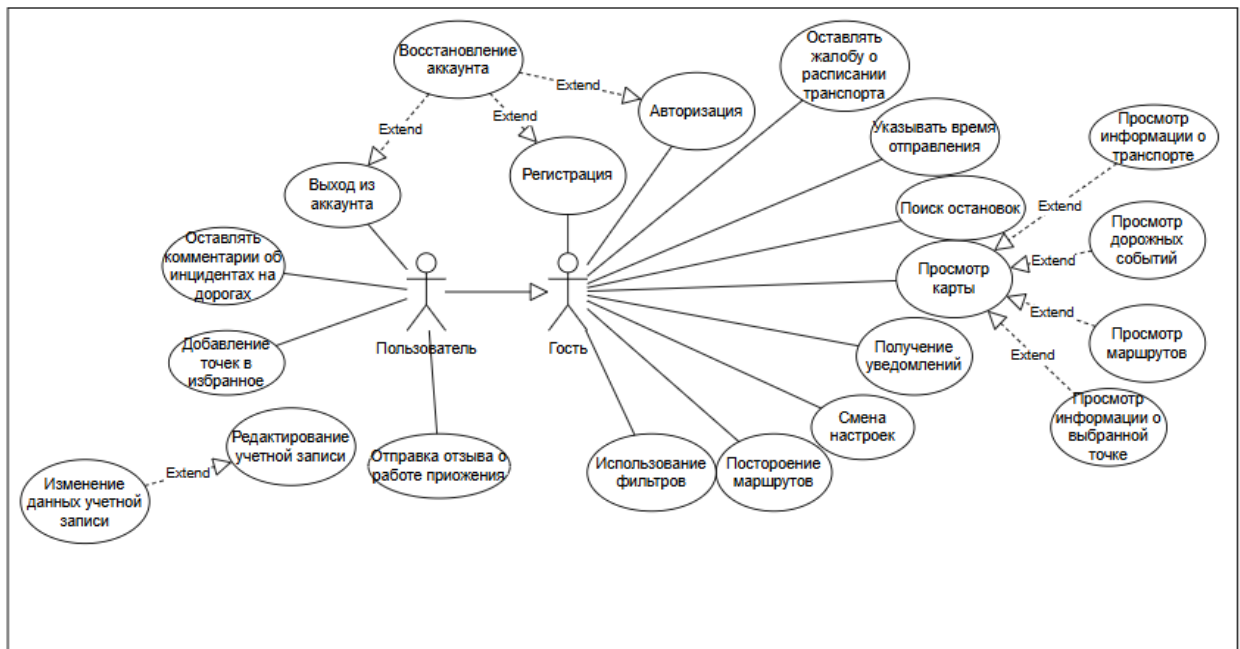 Восстановление
аккаунта
Extend
Extend
Extend
Авторизация
Регистрация
Выход из
аккаунта
Оставлять
жалобу о
расписании
транспорта
Указывать время
отправления
Поиск остановок
Просмотр
карты
Просмотр
информации о
транспорте
Extend
Просмотр
дорожных
событий
Extend
Просмотр
маршрутов
Extend
Просмотр
информации о
выбранной
точке
Extend
Оставлять
комментарии об
инцидентах на
дорогах
Добавление
точек в
избранное
Пользователь
Гость
Получение
уведомлений
Смена
настроек
Постороение
маршрутов
Использование
фильтров
Отправка отзыва о
работе приожения
Редактирование
учетной записи
Extend
Изменение
данных учетной
записи